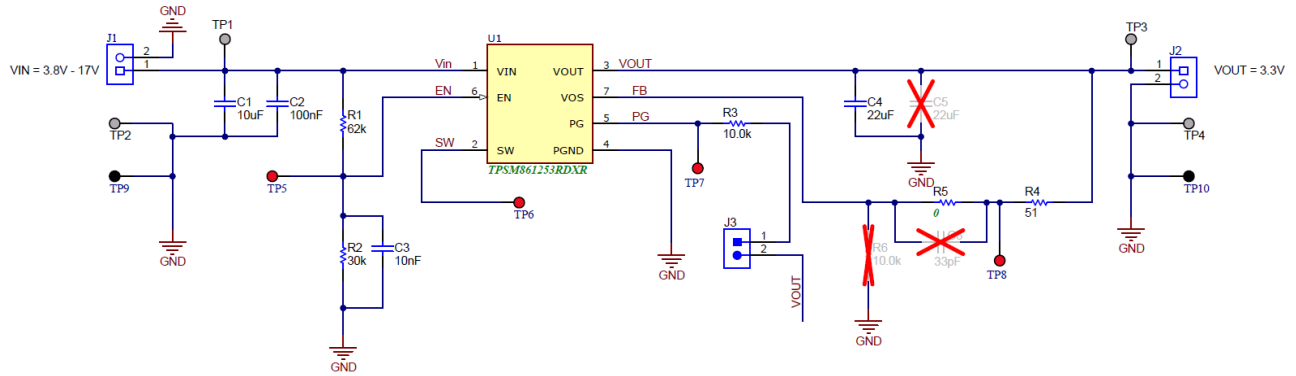 GND
J1
2
1
VIN = 3.8V - 17V
TP1
C1
10uF
C2
100nF
TP2
TP9
GND
R1
62k
TP5
R2
30k
C3
10nF
GND
Vin
EN
SW
1
6
2
U1
VIN
EN
SW
VOUT
VOS
PG
PGND
TPSM861253RDXR
3
7
5
4
VOUT
FB
PG
TP6
R3
10.0k
TP7
GND
J3
1
2
VOUT
C4
22uF
C5
22uF
GND
R5
0
R4
51
R6
10.0k
33pF
TP8
GND
TP3
J2
1
2
VOUT = 3.3V
TP4
TP10
GND